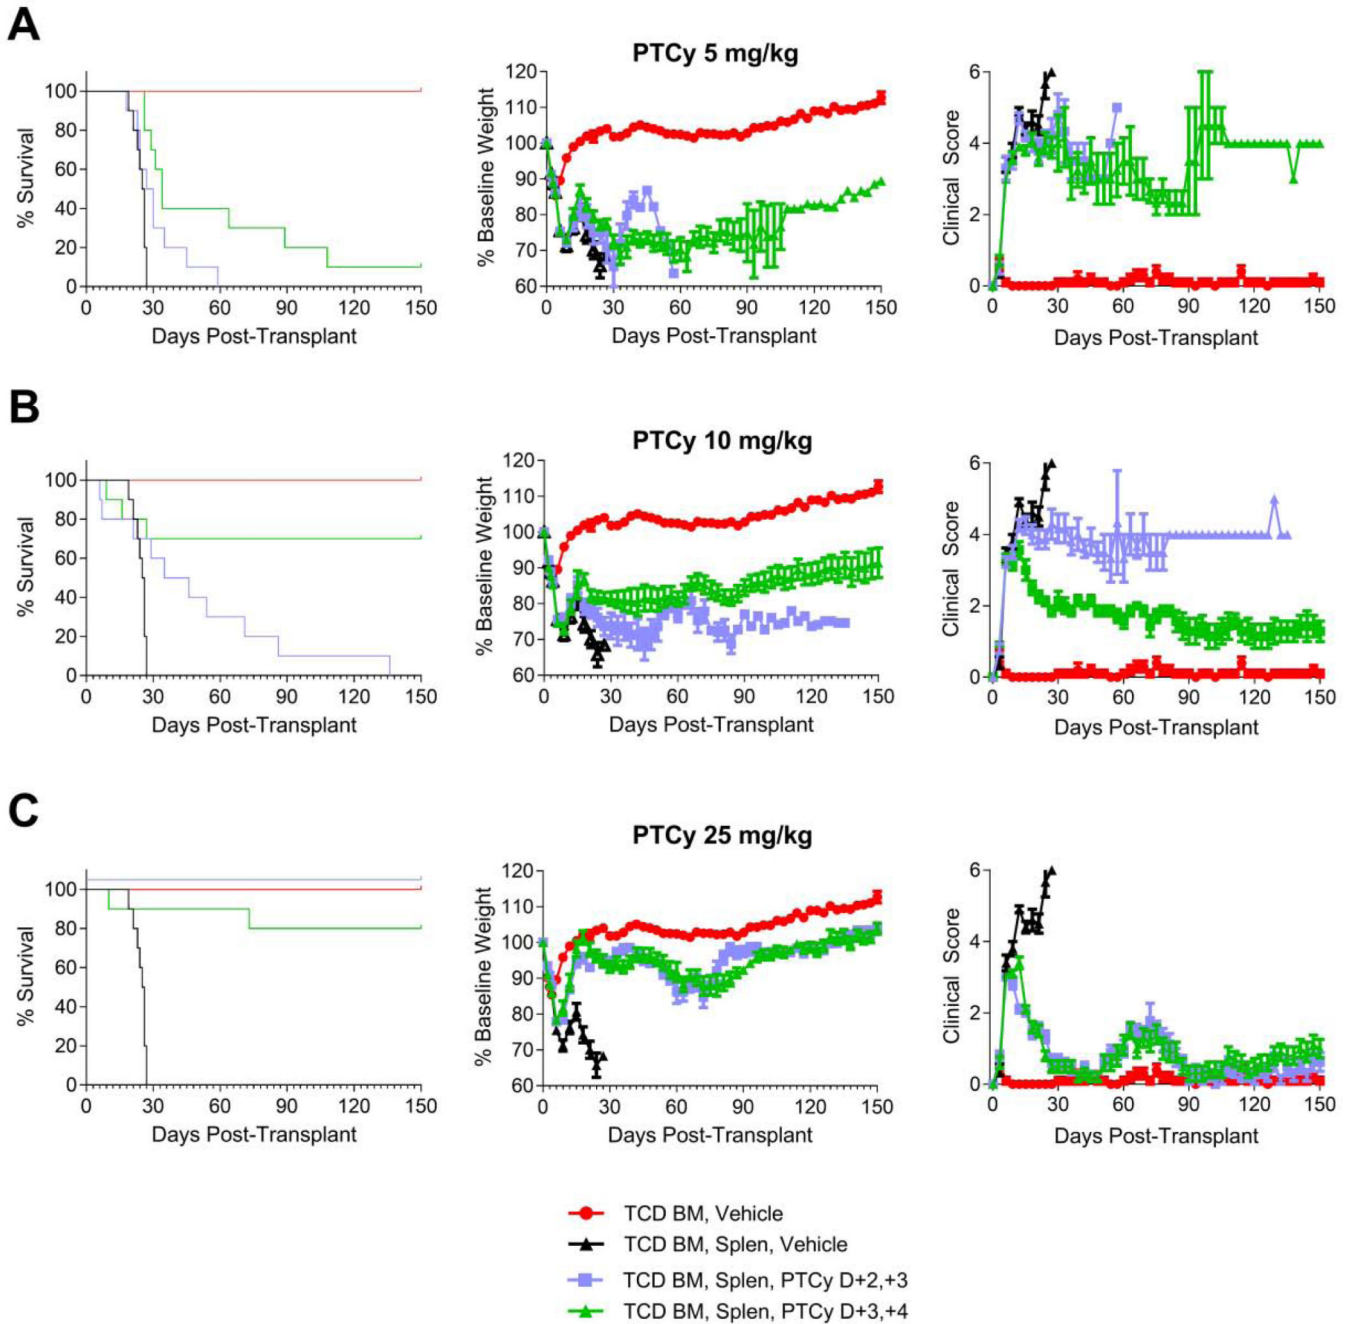 A
PTCy 5 mg/kg
% Survival
100
80
60
40
20
0
0 30 60 90 120 150
Days Post-Transplant
% Baseline Weight
120
110
100
90
80
70
60
0 30 60 90 120 150
Days Post-Transplant
Clinical Score
6
4
2
0
0 30 60 90 120 150
Days Post-Transplant
B
PTCy 10 mg/kg
% Survival
100
80
60
40
20
0
0 30 60 90 120 150
Days Post-Transplant
% Baseline Weight
120
110
100
90
80
70
60
0 30 60 90 120 150
Days Post-Transplant
Clinical Score
6
4
2
0
0 30 60 90 120 150
Days Post-Transplant
C
PTCy 25 mg/kg
% Survival
100
80
60
40
20
0
0 30 60 90 120 150
Days Post-Transplant
% Baseline Weight
120
110
100
90
80
70
60
0 30 60 90 120 150
Days Post-Transplant
Clinical Score
6
4
2
0
0 30 60 90 120 150
Days Post-Transplant
TCD BM, Vehicle
TCD BM, Splen, Vehicle
TCD BM, Splen, PTCy D+2,+3
TCD BM, Splen, PTCy D+3,+4